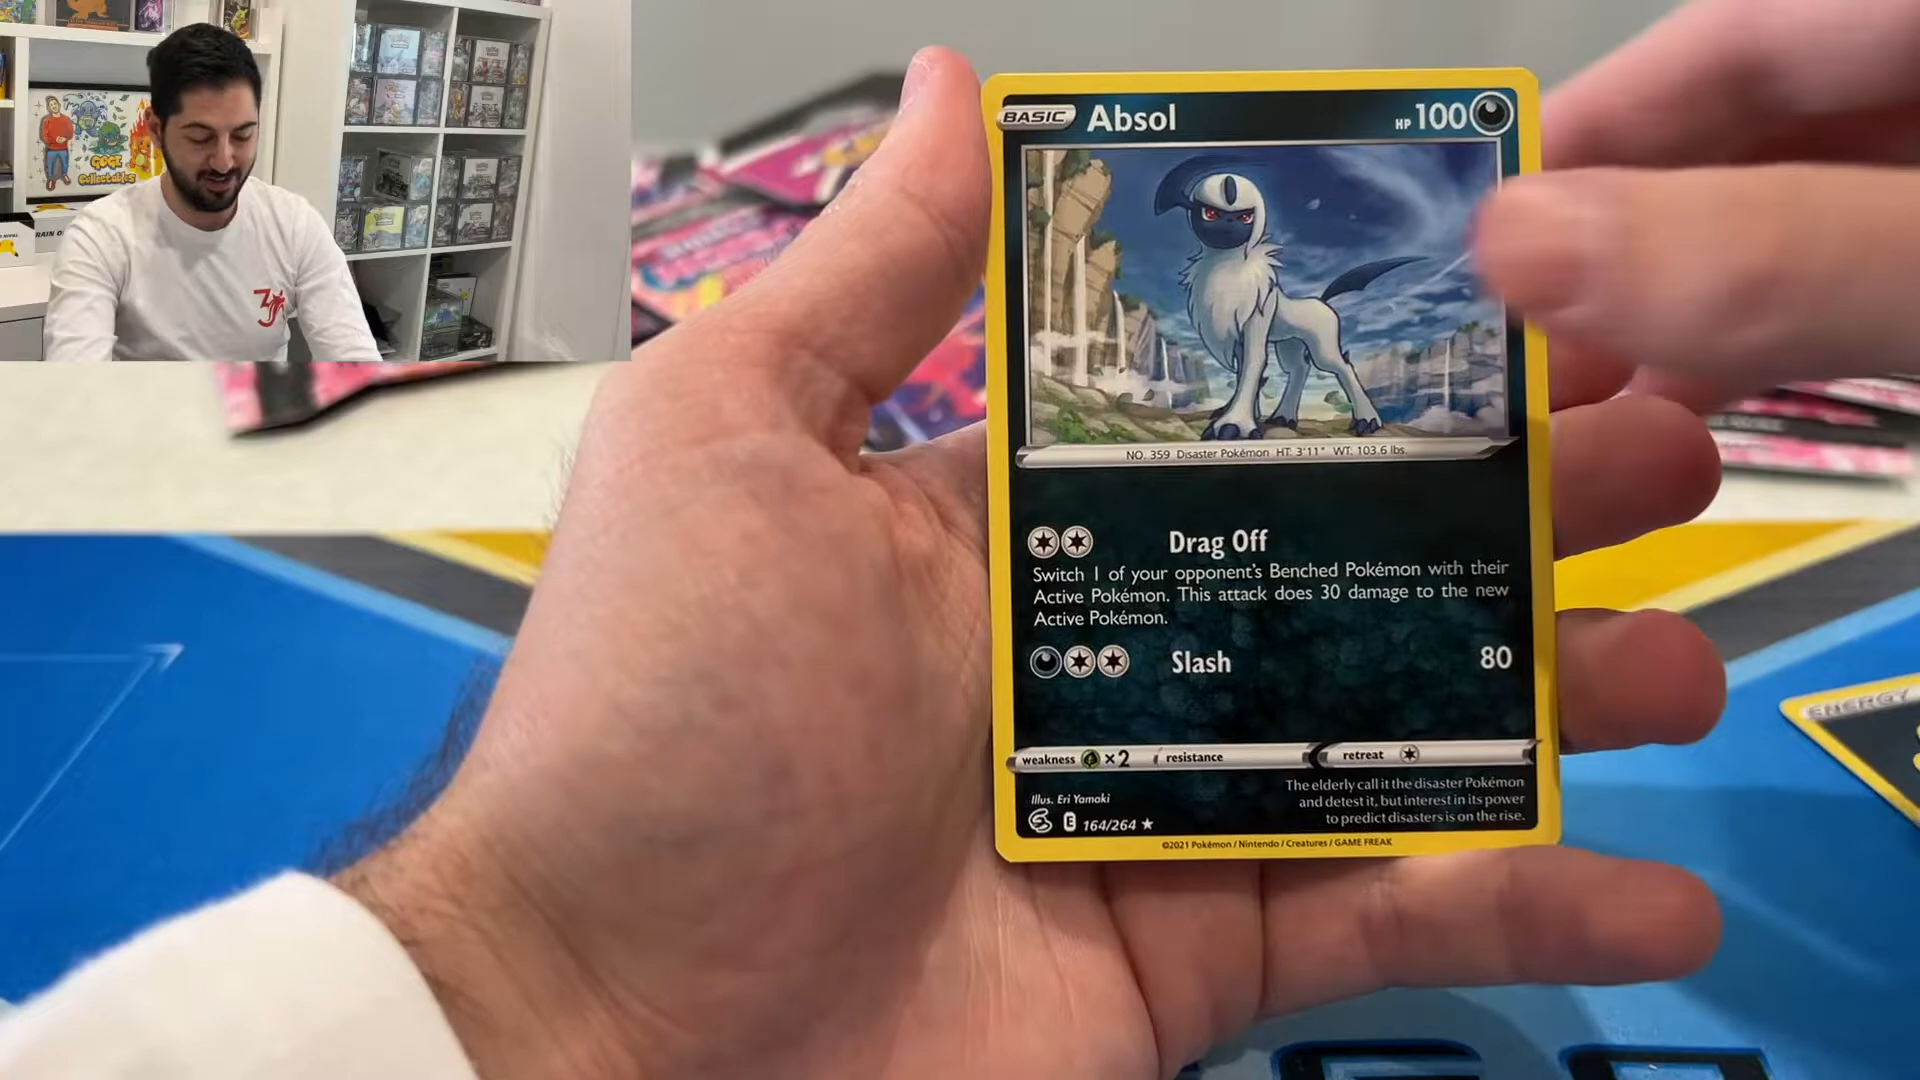 GOGE
Collectables
BASIC
Absol
HP 100
NO. 359 Disaster Pokémon HT: 3'11" WT: 103.6 lbs.
Drag Off
Switch 1 of your opponent's Benched Pokémon with their
Active Pokémon. This attack does 30 damage to the new
Active Pokémon.
Slash 80
weakness ×2 resistance retreat
The elderly call it the disaster Pokémon
and detest it, but interest in its power
to predict disasters is on the rise.
Illus. Eri Yamaki
E 164/264 ★
©2021 Pokémon / Nintendo / Creatures / GAME FREAK
ENERGY